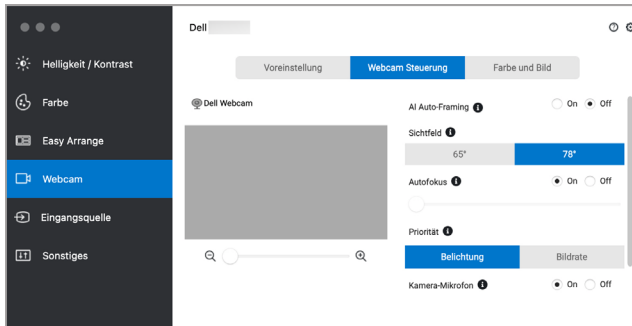 Dell
Helligkeit / Kontrast
Farbe
Easy Arrange
Webcam
Eingangsquelle
Sonstiges
Voreinstellung Webcam Steuerung Farbe und Bild
Dell Webcam
AI Auto-Framing On Off
Sichtfeld
65° 78°
Autofokus On Off
Priorität
Belichtung Bildrate
Kamera-Mikrofon On Off